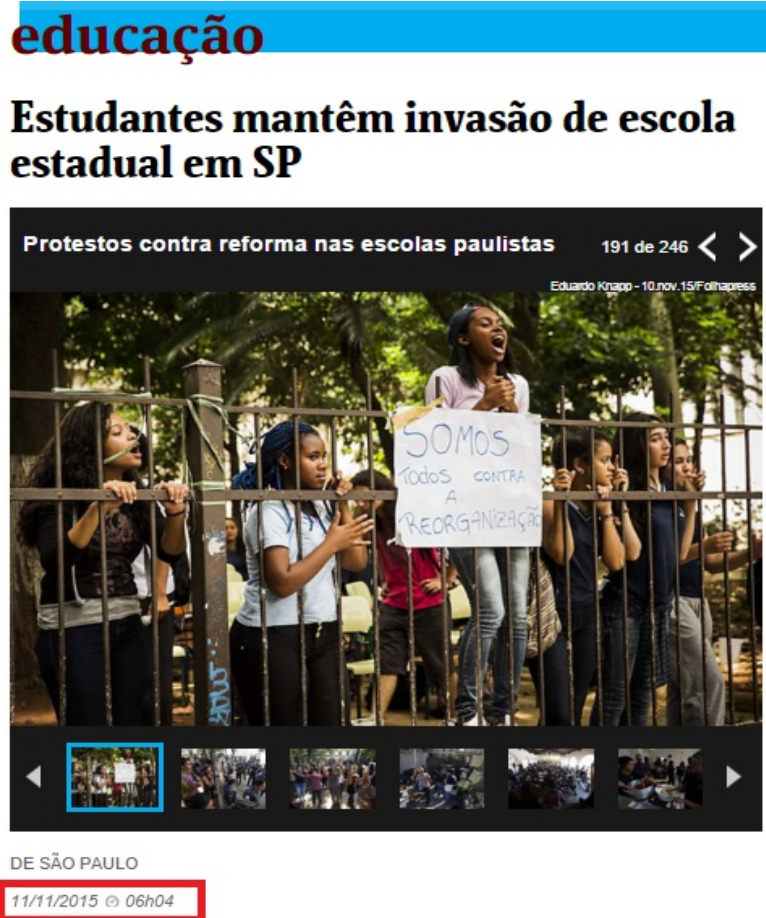 educação
Estudantes mantêm invasão de escola
estadual em SP
Protestos contra reforma nas escolas paulistas 191 de 246
Eduardo Knapp - 10.nov.15/Folhapress
SOMOS
TODOS CONTRA
A
REORGANIZAÇÃO
DE SÃO PAULO
11/11/2015 06h04